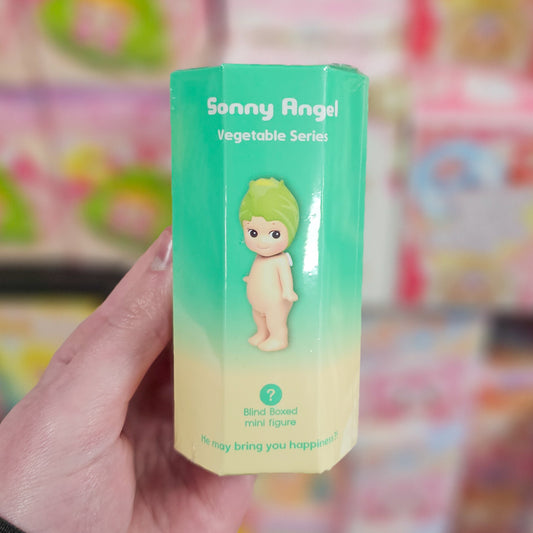 Sonny Angel
Vegetable Series
?
Blind Boxed
mini figure
He may bring you happiness.